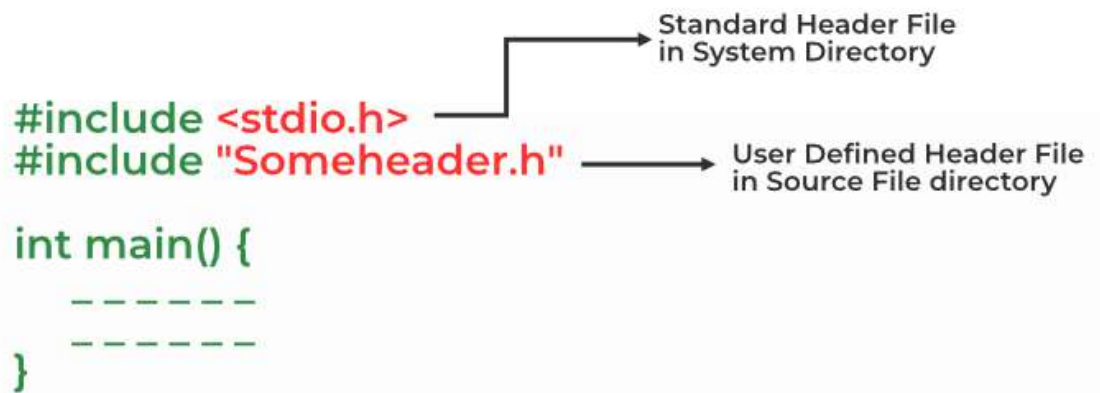 Standard Header File
in System Directory
#include <stdio.h>
#include "Someheader.h"
User Defined Header File
in Source File directory
int main() {
_ _ _ _ _ _
_ _ _ _ _ _
}